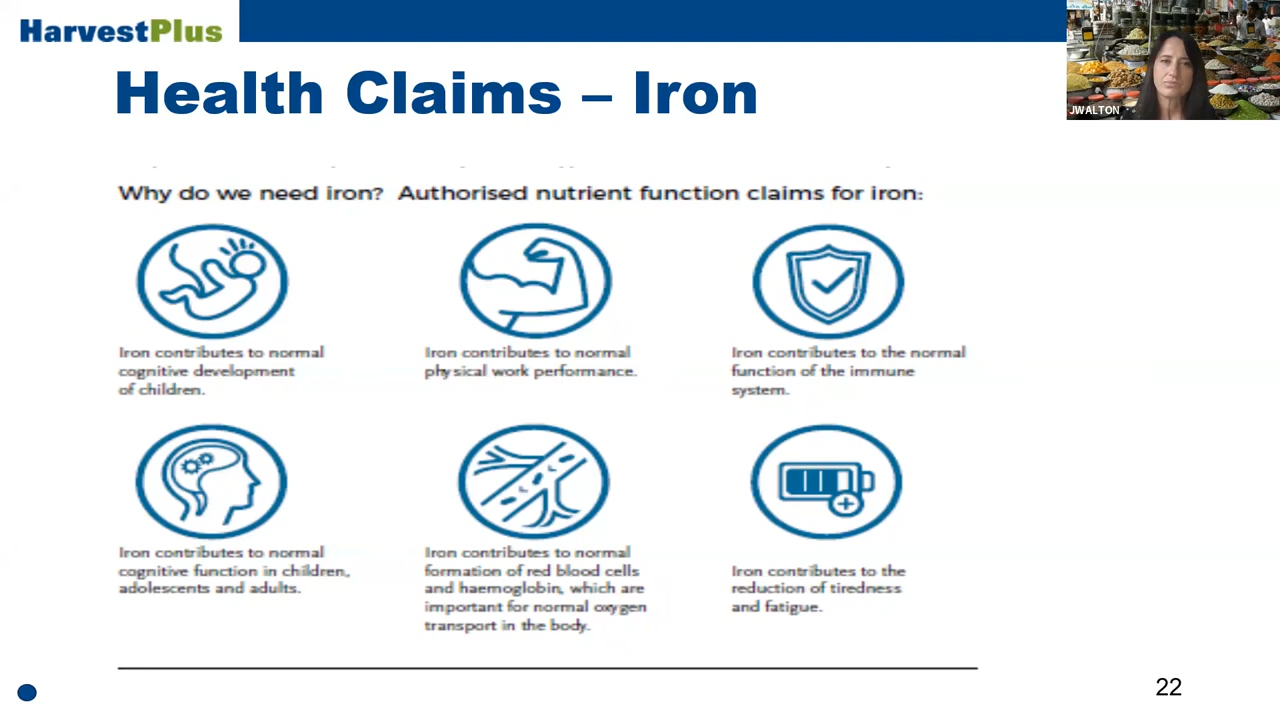 HarvestPlus
JWALTON
Health Claims – Iron
Why do we need iron? Authorised nutrient function claims for iron:
Iron contributes to normal
cognitive development
of children.
Iron contributes to normal
physical work performance.
Iron contributes to the normal
function of the immune
system.
Iron contributes to normal
cognitive function in children,
adolescents and adults.
Iron contributes to normal
formation of red blood cells
and haemoglobin, which are
important for normal oxygen
transport in the body.
Iron contributes to the
reduction of tiredness
and fatigue.
22